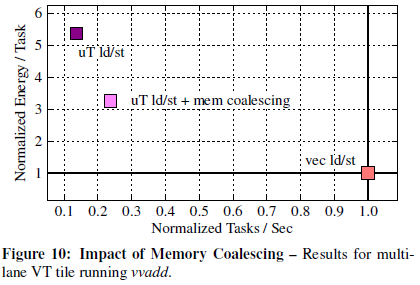 6
5
4
3
2
1
Normalized Energy / Task
uT ld/st
uT ld/st + mem coalescing
vec ld/st
0.1 0.2 0.3 0.4 0.5 0.6 0.7 0.8 0.9 1.0
Normalized Tasks / Sec
Figure 10: Impact of Memory Coalescing – Results for multi-
lane VT tile running vvadd.